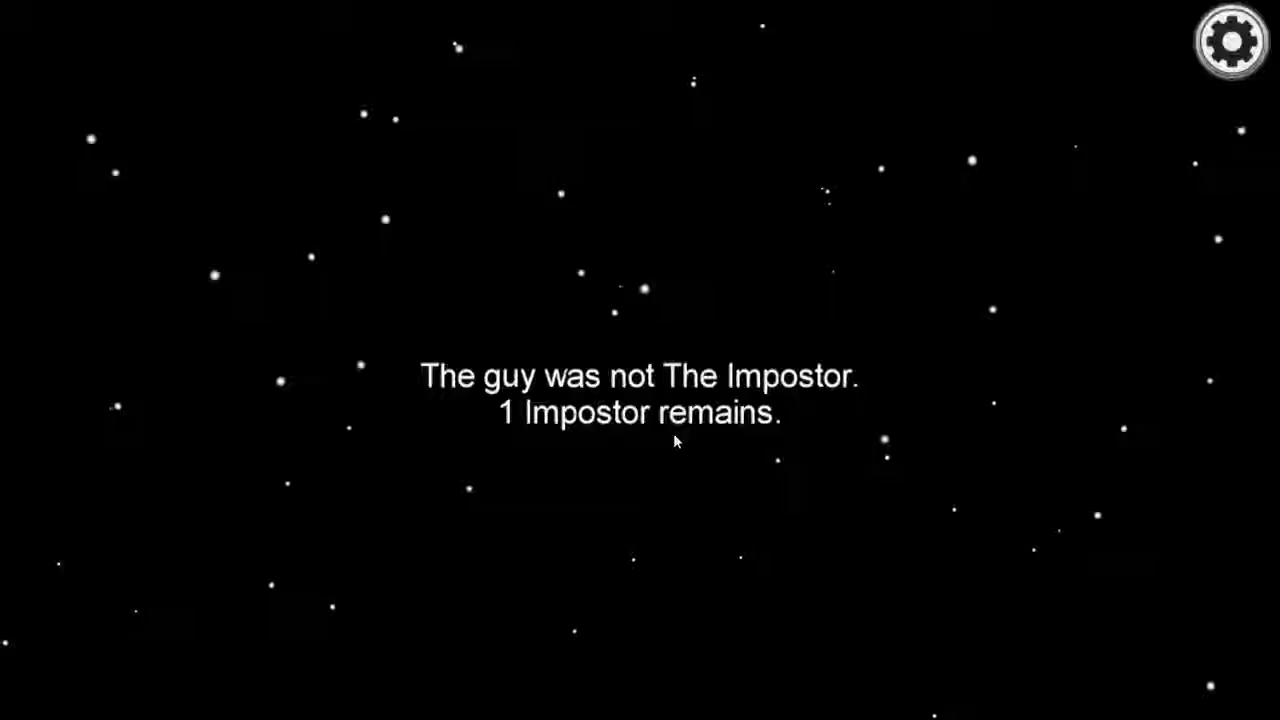 The guy was not The Impostor.
1 Impostor remains.